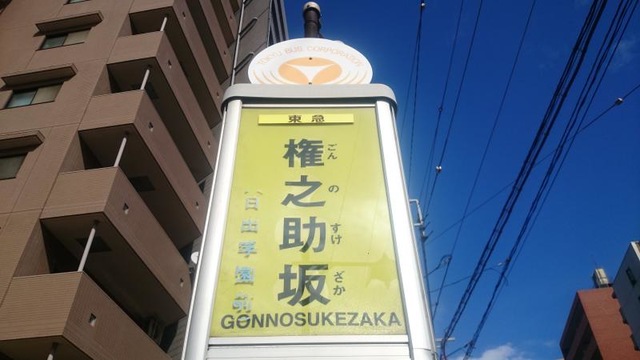 TOKYU BUS CORPORATION
東急
権之助坂
ごんのすけざか
(日出学園前)
GONNOSUKEZAKA